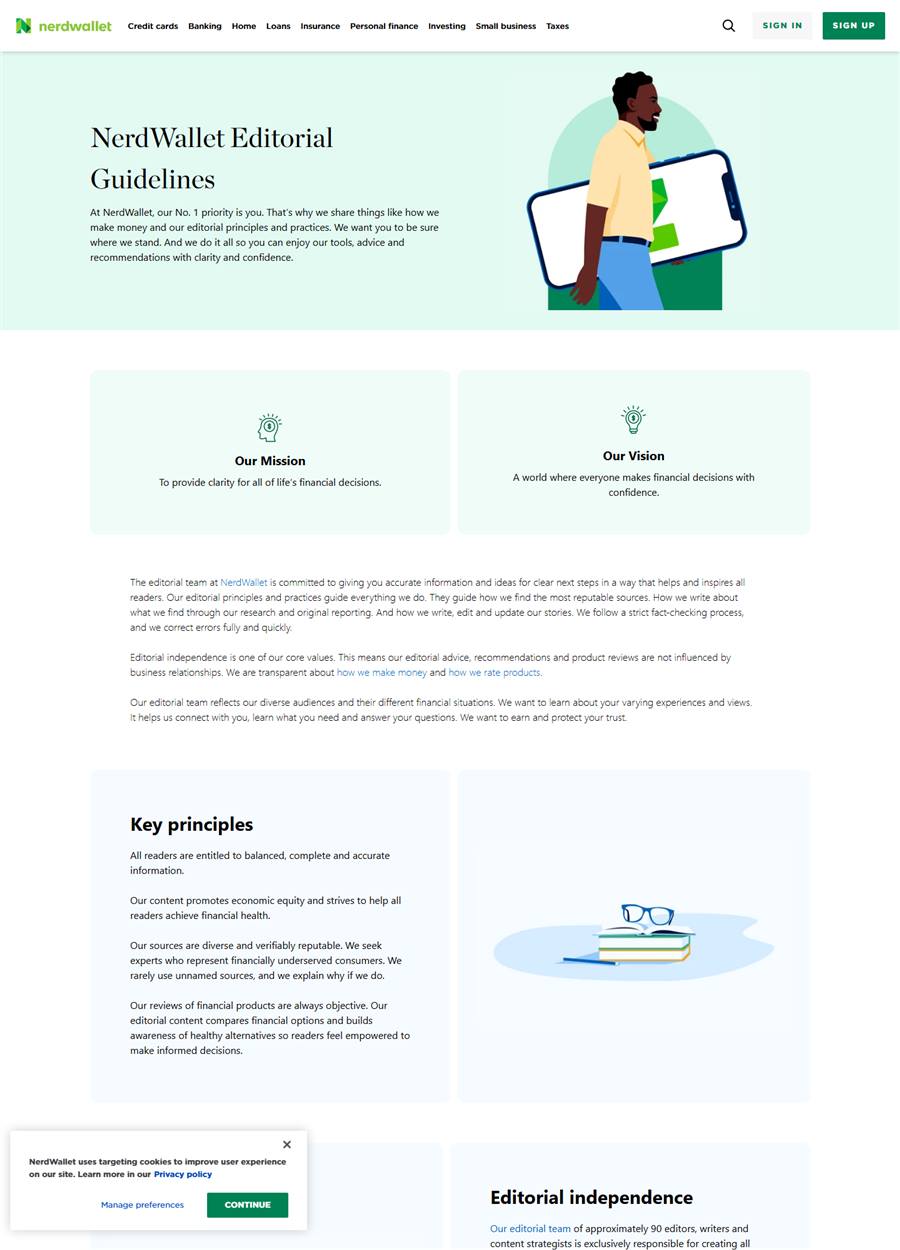 nerdwallet
Credit cards Banking Home Loans Insurance Personal finance Investing Small business Taxes
SIGN IN SIGN UP
NerdWallet Editorial
Guidelines
At NerdWallet, our No. 1 priority is you. That's why we share things like how we
make money and our editorial principles and practices. We want you to be sure
where we stand. And we do it all so you can enjoy our tools, advice and
recommendations with clarity and confidence.
Our Mission
To provide clarity for all of life's financial decisions.
Our Vision
A world where everyone makes financial decisions with
confidence.
The editorial team at NerdWallet is committed to giving you accurate information and ideas for clear next steps in a way that helps and inspires all
readers. Our editorial principles and practices guide everything we do. They guide how we find the most reputable sources. How we write about
what we find through our research and original reporting. And how we write, edit and update our stories. We follow a strict fact-checking process,
and we correct errors fully and quickly.
Editorial independence is one of our core values. This means our editorial advice, recommendations and product reviews are not influenced by
business relationships. We are transparent about how we make money and how we rate products.
Our editorial team reflects our diverse audiences and their different financial situations. We want to learn about your varying experiences and views.
It helps us connect with you, learn what you need and answer your questions. We want to earn and protect your trust.
Key principles
All readers are entitled to balanced, complete and accurate
information.
Our content promotes economic equity and strives to help all
readers achieve financial health.
Our sources are diverse and verifiably reputable. We seek
experts who represent financially underserved consumers. We
rarely use unnamed sources, and we explain why if we do.
Our reviews of financial products are always objective. Our
editorial content compares financial options and builds
awareness of healthy alternatives so readers feel empowered to
make informed decisions.
NerdWallet uses targeting cookies to improve user experience
on our site. Learn more in our Privacy policy
Manage preferences CONTINUE
Editorial independence
Our editorial team of approximately 90 editors, writers and
content strategists is exclusively responsible for creating all